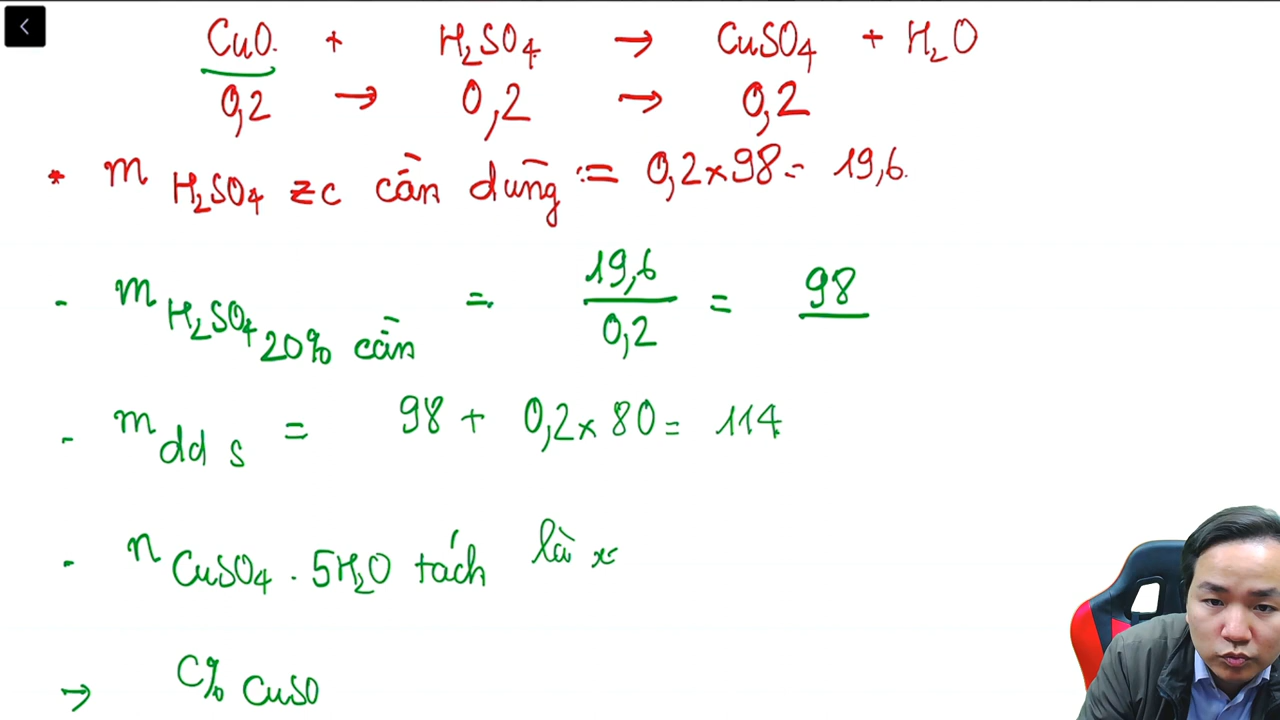 CuO + H₂SO₄ → CuSO₄ + H₂O
0,2 → 0,2 → 0,2
* m H₂SO₄ zc cần dùng := 0,2 x 98 = 19,6.
- m H₂SO₄ 20% cần = 19,6 / 0,2 = 98
- m dd s = 98 + 0,2 x 80 = 114
- n CuSO₄ . 5H₂O tách là x
→ C% CuSO